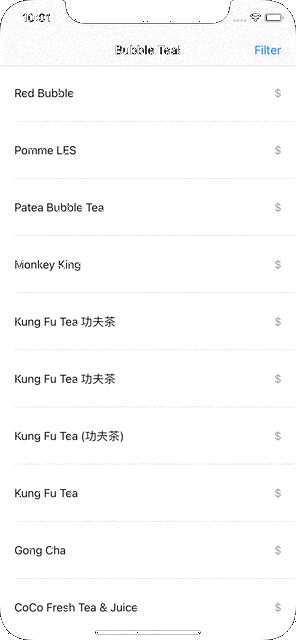 10:01
Bubble Tea!
Filter
Red Bubble $
Pomme LES $
Patea Bubble Tea $
Monkey King $
Kung Fu Tea 功夫茶 $
Kung Fu Tea 功夫茶 $
Kung Fu Tea (功夫茶) $
Kung Fu Tea $
Gong Cha $
CoCo Fresh Tea & Juice $